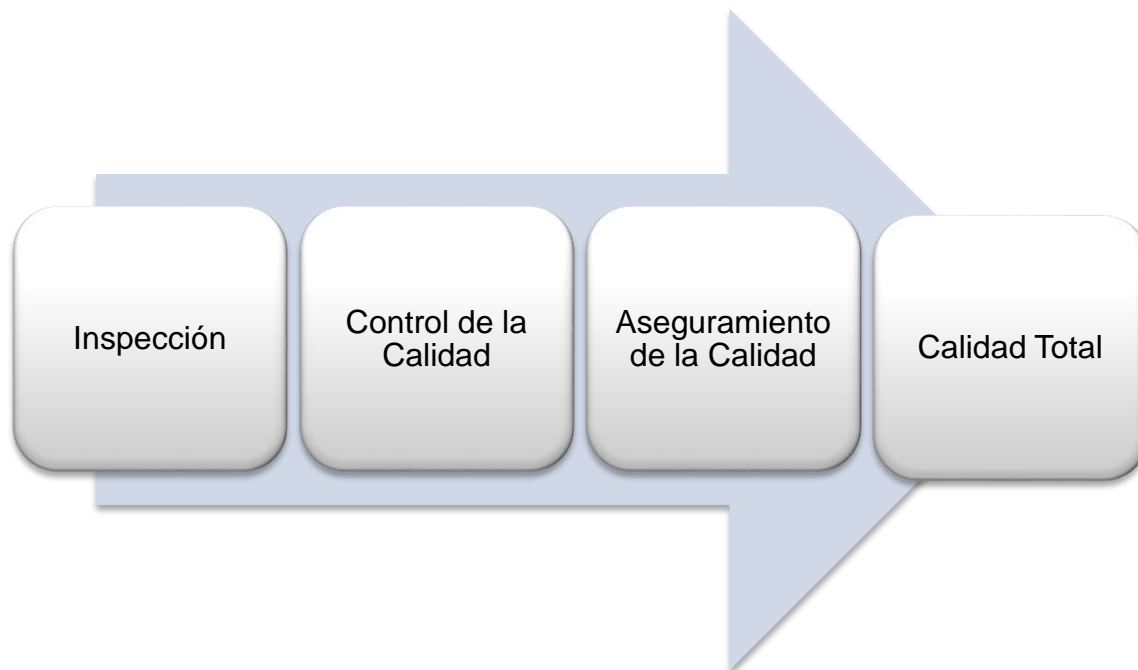 Inspección
Control de la
Calidad
Aseguramiento
de la Calidad
Calidad Total